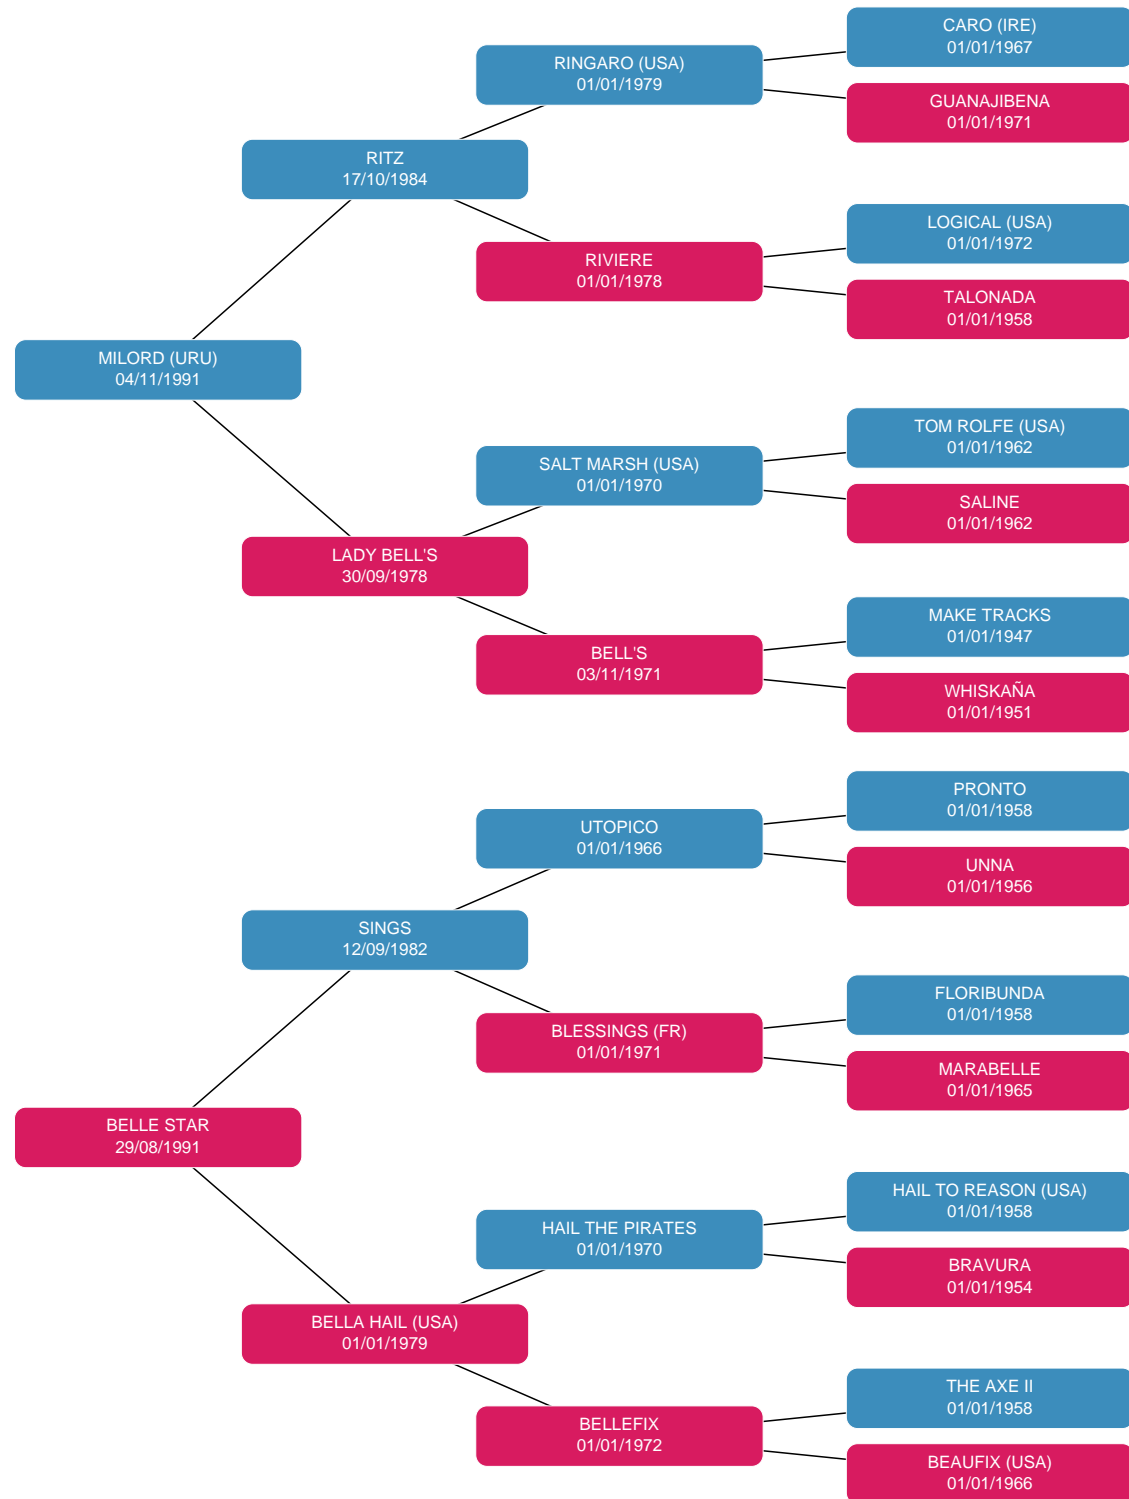 CARO (IRE)
01/01/1967
RINGARO (USA)
01/01/1979
GUANAJIBENA
01/01/1971
RITZ
17/10/1984
LOGICAL (USA)
01/01/1972
RIVIERE
01/01/1978
TALONADA
01/01/1958
MILORD (URU)
04/11/1991
TOM ROLFE (USA)
01/01/1962
SALT MARSH (USA)
01/01/1970
SALINE
01/01/1962
LADY BELL'S
30/09/1978
MAKE TRACKS
01/01/1947
BELL'S
03/11/1971
WHISKAÑA
01/01/1951
PRONTO
01/01/1958
UTOPICO
01/01/1966
UNNA
01/01/1956
SINGS
12/09/1982
FLORIBUNDA
01/01/1958
BLESSINGS (FR)
01/01/1971
MARABELLE
01/01/1965
BELLE STAR
29/08/1991
HAIL TO REASON (USA)
01/01/1958
HAIL THE PIRATES
01/01/1970
BRAVURA
01/01/1954
BELLA HAIL (USA)
01/01/1979
THE AXE II
01/01/1958
BELLEFIX
01/01/1972
BEAUFIX (USA)
01/01/1966